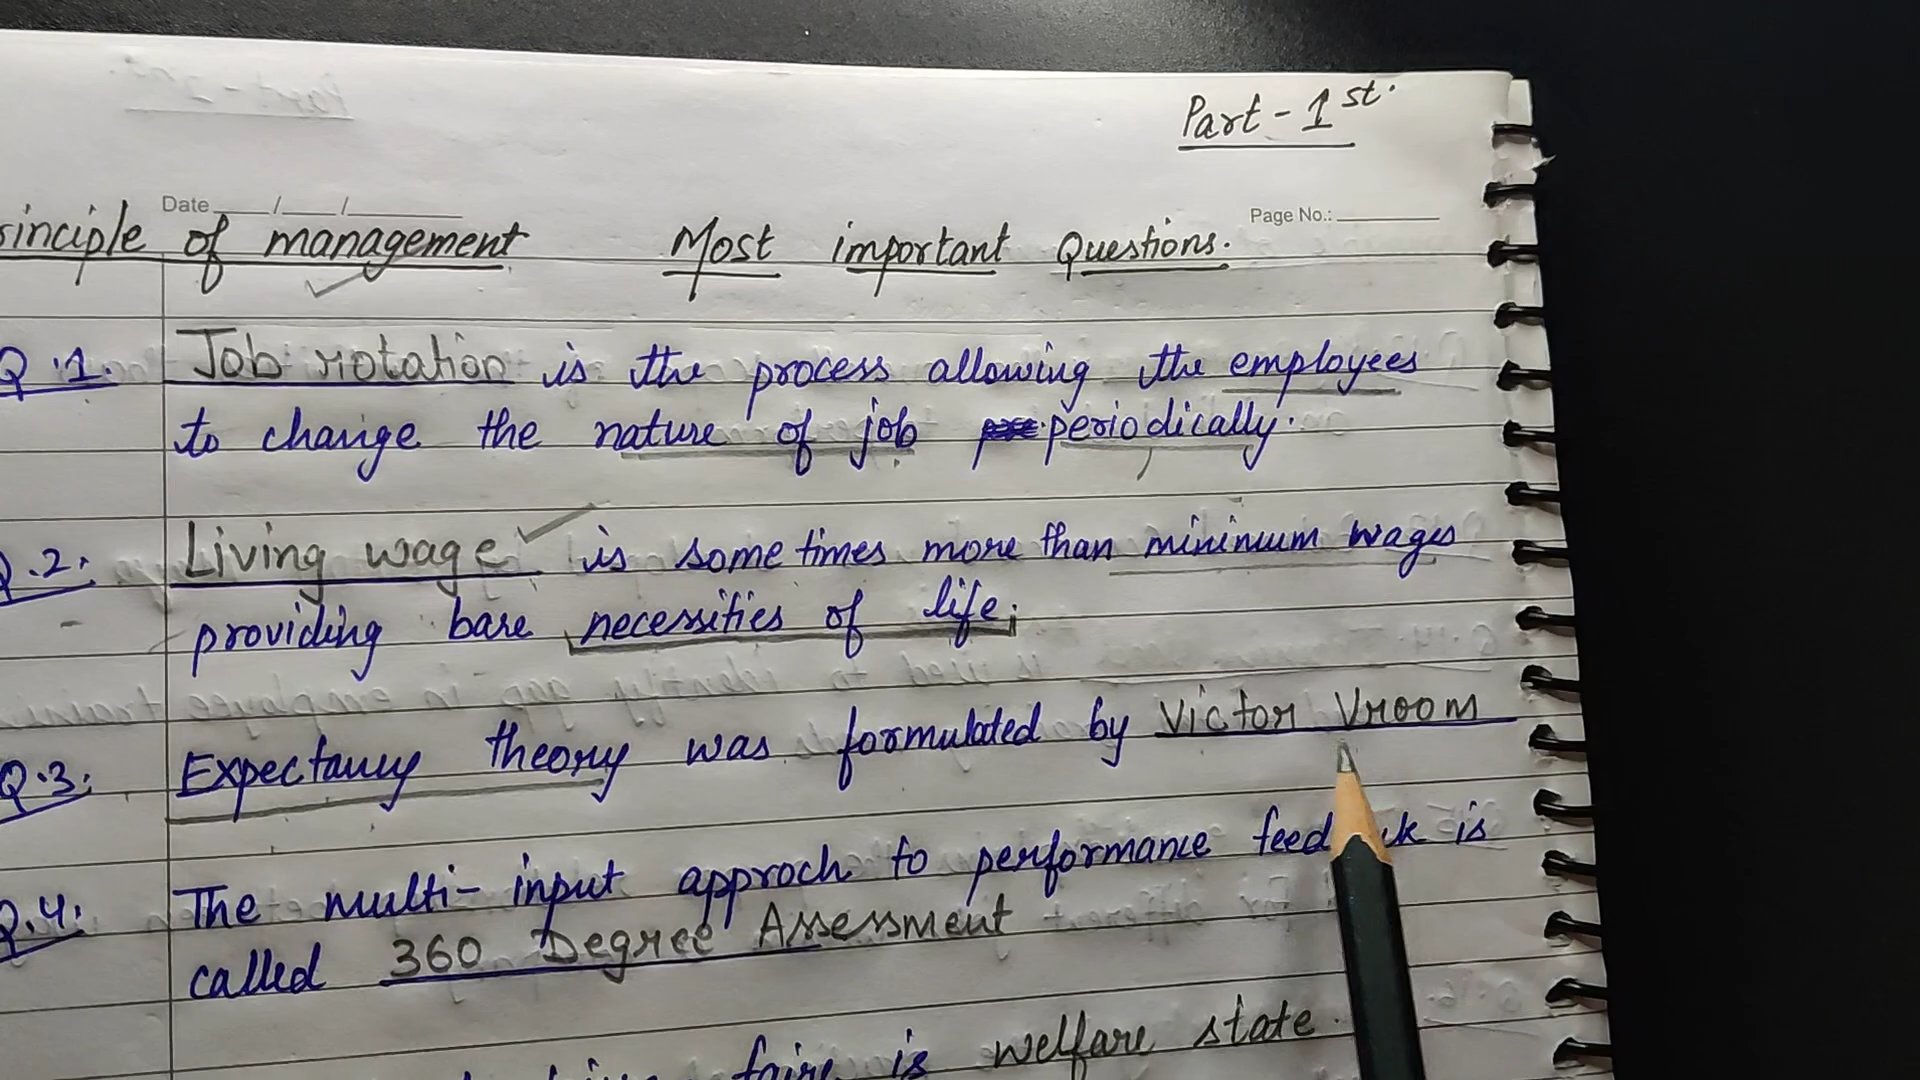 Part - 1st.
Date / /
Page No.:
rinciple of management Most important Questions.
Q.1. Job rotation is the process allowing the employees
to change the nature of job periodically.
Q.2. Living wage is some times more than minimum wages
providing bare necessities of life.
Q.3. Expectancy theory was formulated by Victor Vroom
Q.4. The multi-input approch to performance feed k is
called 360 Degree Assessment
faire is welfare state.